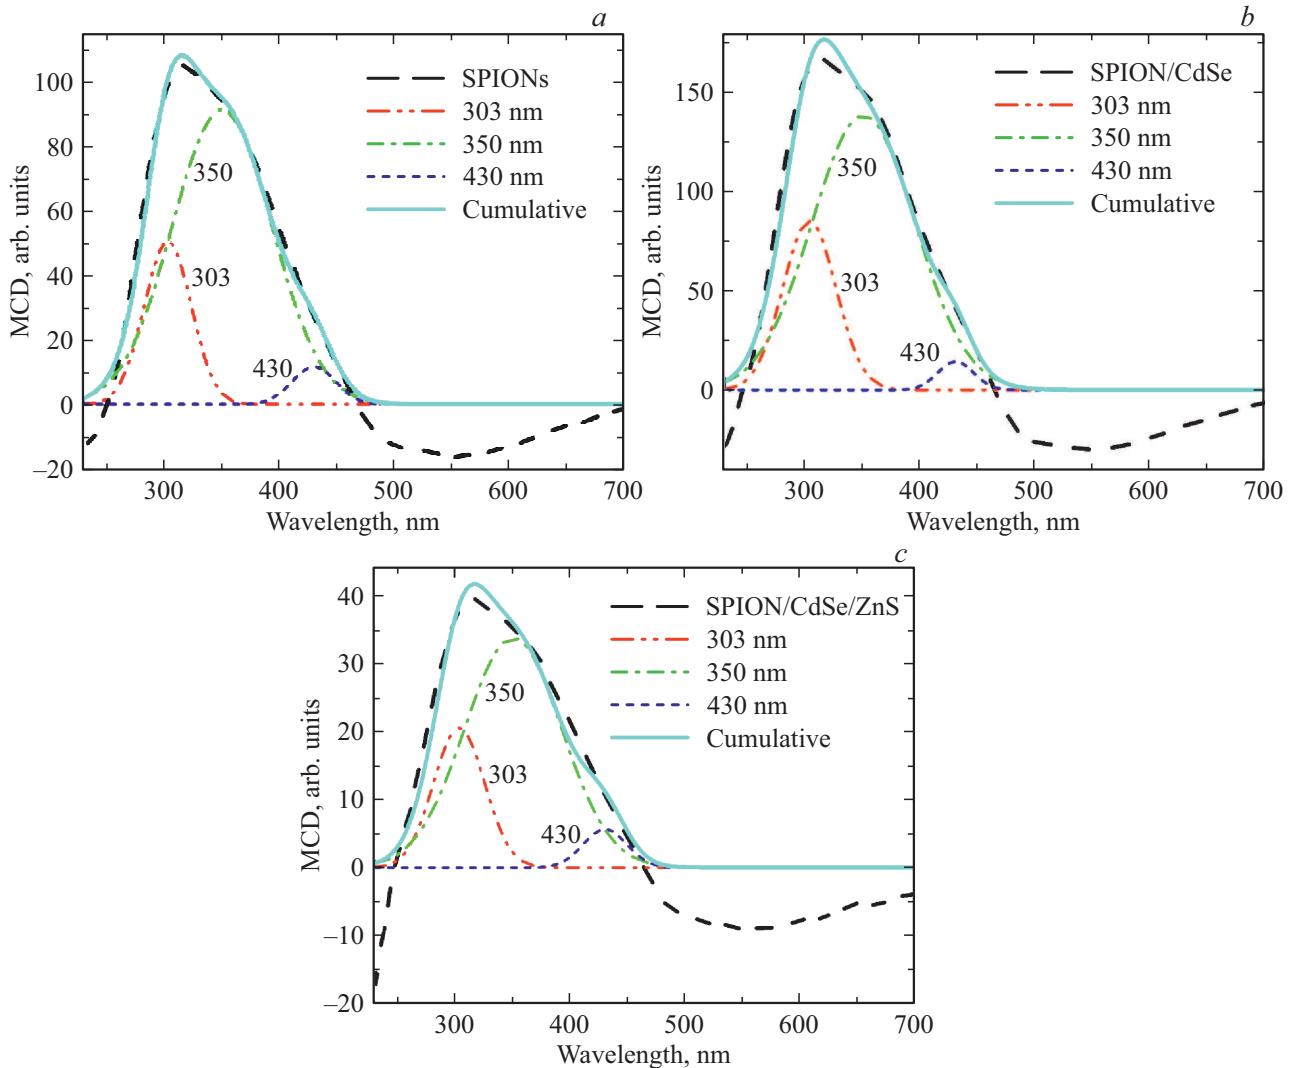 a
100
80
60
40
20
0
–20
300
400
500
600
700
MCD, arb. units
Wavelength, nm
SPIONs
303 nm
350 nm
430 nm
Cumulative
350
303
430
b
150
100
50
0
300
400
500
600
700
MCD, arb. units
Wavelength, nm
SPION/CdSe
303 nm
350 nm
430 nm
Cumulative
350
303
430
c
40
30
20
10
0
–10
–20
300
400
500
600
700
MCD, arb. units
Wavelength, nm
SPION/CdSe/ZnS
303 nm
350 nm
430 nm
Cumulative
350
303
430